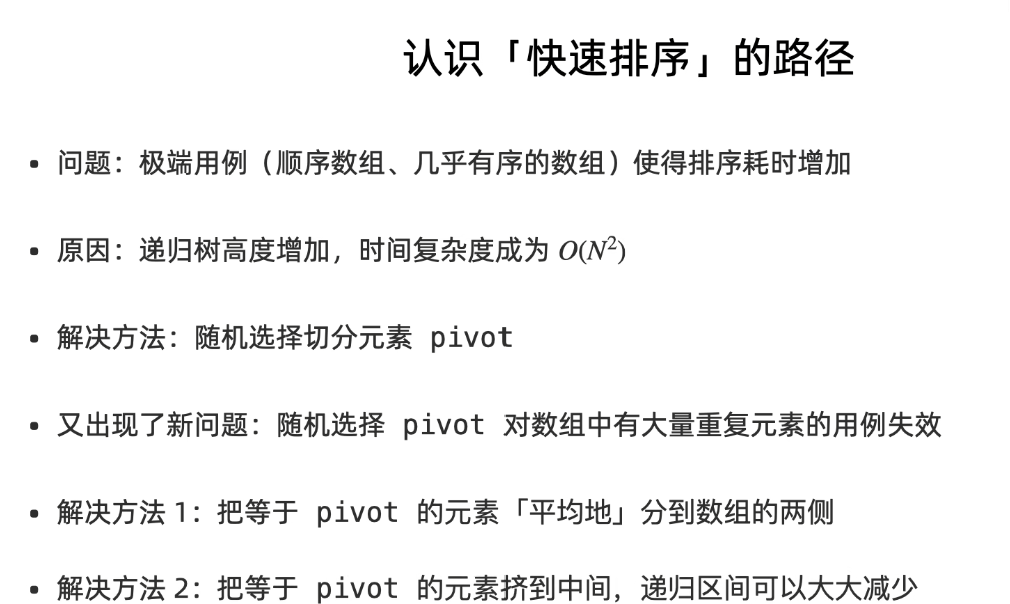 认识「快速排序」的路径
• 问题：极端用例（顺序数组、几乎有序的数组）使得排序耗时增加
• 原因：递归树高度增加，时间复杂度成为 O(N²)
• 解决方法：随机选择切分元素 pivot
• 又出现了新问题：随机选择 pivot 对数组中有大量重复元素的用例失效
• 解决方法 1：把等于 pivot 的元素「平均地」分到数组的两侧
• 解决方法 2：把等于 pivot 的元素挤到中间，递归区间可以大大减少